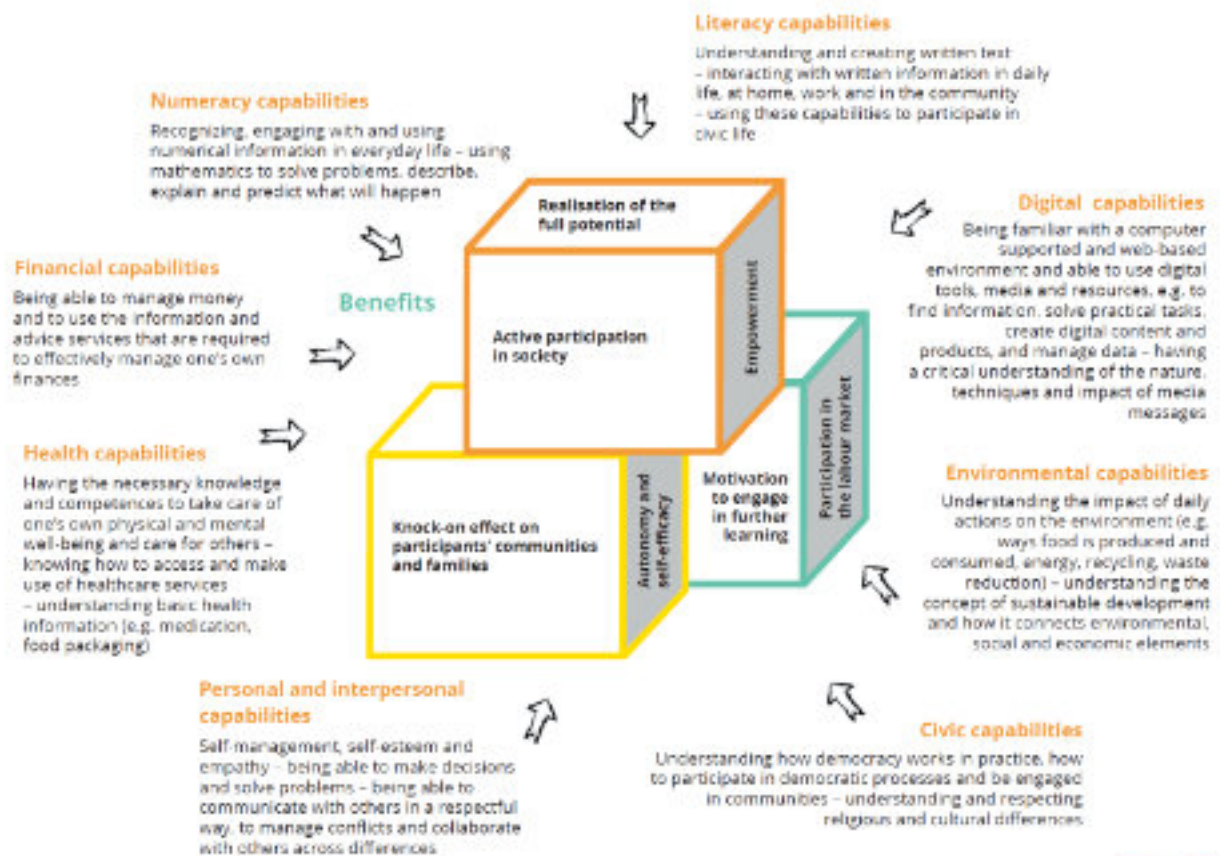 Literacy capabilities
Understanding and creating written text
– interacting with written information in daily
life, at home, work and in the community
– using these capabilities to participate in
civic life
Numeracy capabilities
Recognizing, engaging with and using
numerical information in everyday life – using
mathematics to solve problems, describe,
explain and predict what will happen
Digital capabilities
Being familiar with a computer
supported and web-based
environment and able to use digital
tools, media and resources, e.g. to
find information, solve practical tasks,
create digital content and
products, and manage data – having
a critical understanding of the nature,
techniques and impact of media
messages
Financial capabilities
Being able to manage money
and to use the information and
advice services that are required
to effectively manage one's own
finances
Benefits
Realisation of the
full potential
Active participation
in society
Empowerment
Knock-on effect on
participants' communities
and families
Autonomy and
self-efficacy
Motivation
to engage
in further
learning
Participation in
the labour market
Health capabilities
Having the necessary knowledge
and competences to take care of
one's own physical and mental
well-being and care for others –
knowing how to access and make
use of healthcare services
– understanding basic health
information (e.g. medication,
food packaging)
Environmental capabilities
Understanding the impact of daily
actions on the environment (e.g.
ways food is produced and
consumed, energy, recycling, waste
reduction) – understanding the
concept of sustainable development
and how it connects environmental,
social and economic elements
Personal and interpersonal
capabilities
Self-management, self-esteem and
empathy – being able to make decisions
and solve problems – being able to
communicate with others in a respectful
way, to manage conflicts and collaborate
with others across differences
Civic capabilities
Understanding how democracy works in practice, how
to participate in democratic processes and be engaged
in communities – understanding and respecting
religious and cultural differences